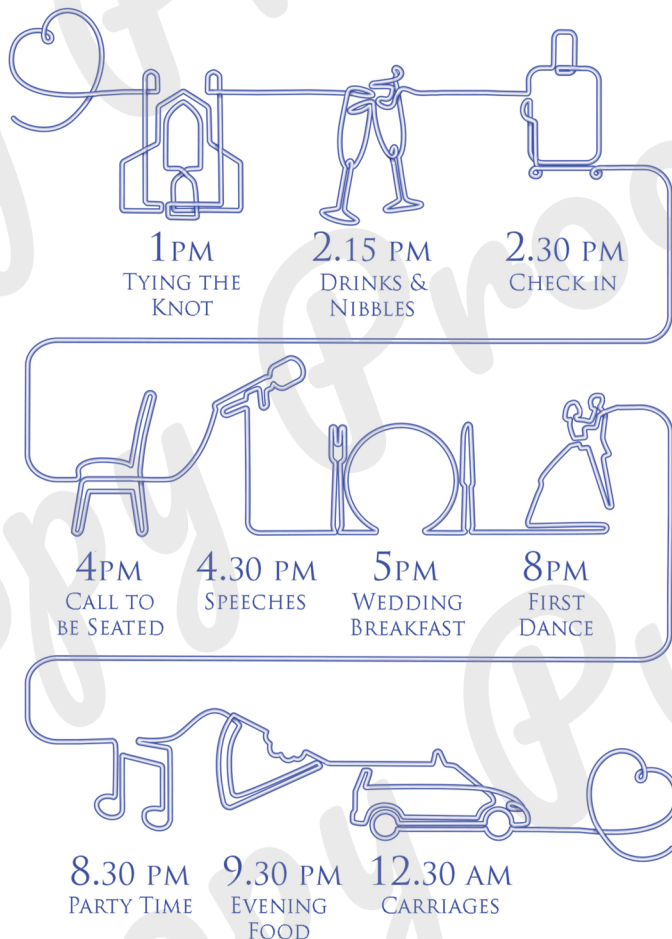 1PM
TYING THE
KNOT
2.15 PM
DRINKS &
NIBBLES
2.30 PM
CHECK IN
4PM
CALL TO
BE SEATED
4.30 PM
SPEECHES
5PM
WEDDING
BREAKFAST
8PM
FIRST
DANCE
8.30 PM
PARTY TIME
9.30 PM
EVENING
FOOD
12.30 AM
CARRIAGES